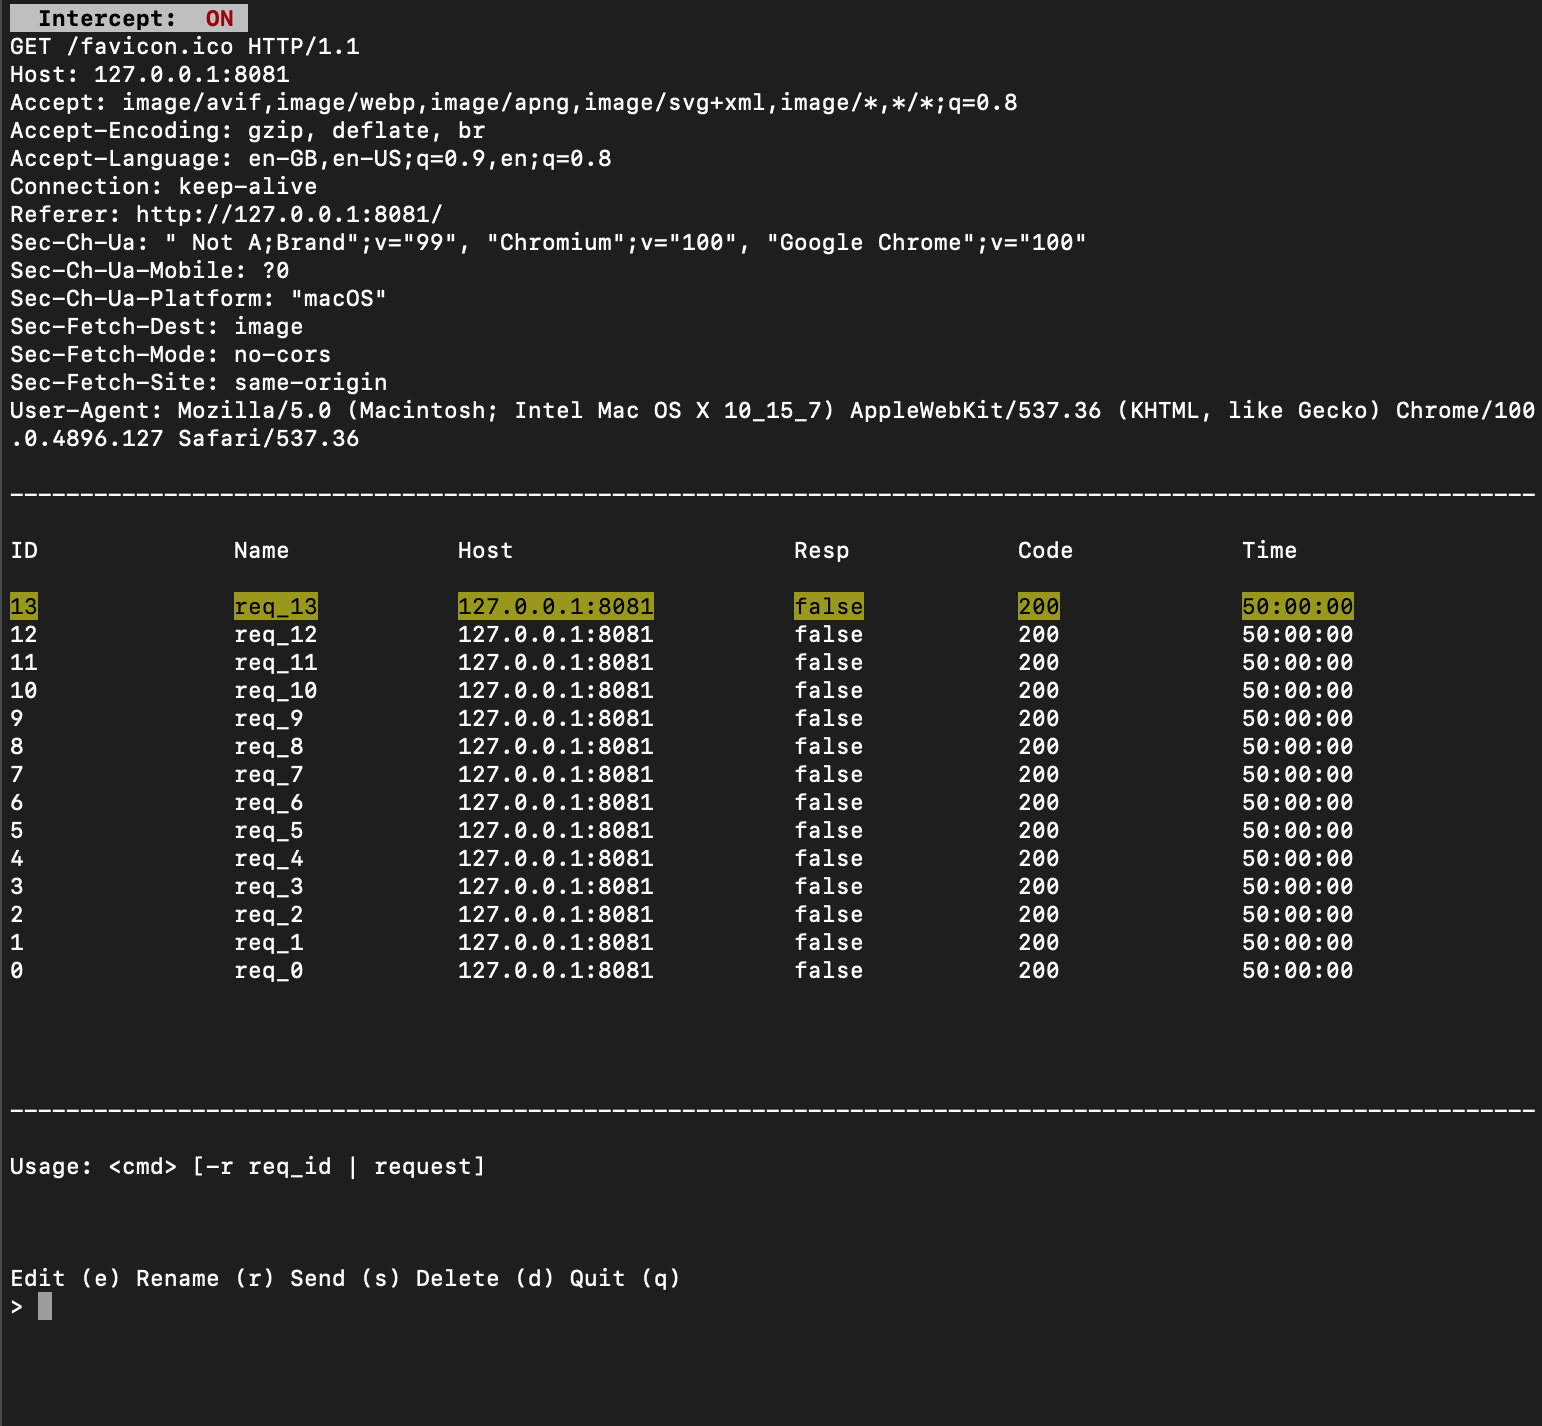 Intercept: ON
GET /favicon.ico HTTP/1.1
Host: 127.0.0.1:8081
Accept: image/avif,image/webp,image/apng,image/svg+xml,image/*,*/*;q=0.8
Accept-Encoding: gzip, deflate, br
Accept-Language: en-GB,en-US;q=0.9,en;q=0.8
Connection: keep-alive
Referer: http://127.0.0.1:8081/
Sec-Ch-Ua: " Not A;Brand";v="99", "Chromium";v="100", "Google Chrome";v="100"
Sec-Ch-Ua-Mobile: ?0
Sec-Ch-Ua-Platform: "macOS"
Sec-Fetch-Dest: image
Sec-Fetch-Mode: no-cors
Sec-Fetch-Site: same-origin
User-Agent: Mozilla/5.0 (Macintosh; Intel Mac OS X 10_15_7) AppleWebKit/537.36 (KHTML, like Gecko) Chrome/100
.0.4896.127 Safari/537.36
ID Name Host Resp Code Time
13 req_13 127.0.0.1:8081 false 200 50:00:00
12 req_12 127.0.0.1:8081 false 200 50:00:00
11 req_11 127.0.0.1:8081 false 200 50:00:00
10 req_10 127.0.0.1:8081 false 200 50:00:00
9 req_9 127.0.0.1:8081 false 200 50:00:00
8 req_8 127.0.0.1:8081 false 200 50:00:00
7 req_7 127.0.0.1:8081 false 200 50:00:00
6 req_6 127.0.0.1:8081 false 200 50:00:00
5 req_5 127.0.0.1:8081 false 200 50:00:00
4 req_4 127.0.0.1:8081 false 200 50:00:00
3 req_3 127.0.0.1:8081 false 200 50:00:00
2 req_2 127.0.0.1:8081 false 200 50:00:00
1 req_1 127.0.0.1:8081 false 200 50:00:00
0 req_0 127.0.0.1:8081 false 200 50:00:00
Usage: <cmd> [-r req_id | request]
Edit (e) Rename (r) Send (s) Delete (d) Quit (q)
>